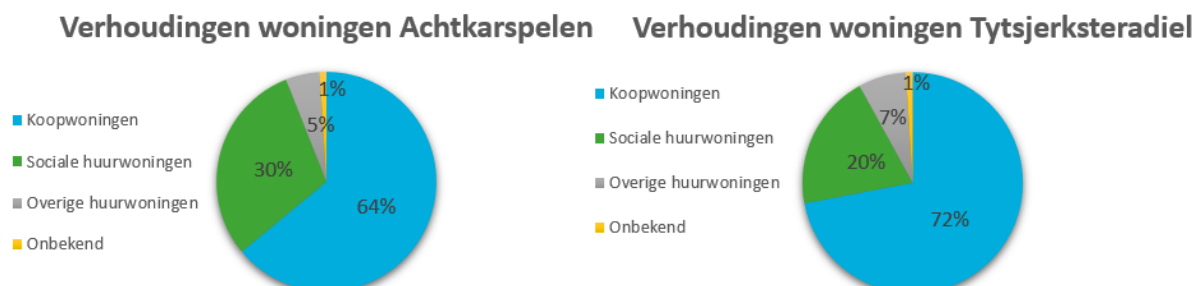 Verhoudingen woningen Achtkarspelen
Koopwoningen
Sociale huurwoningen
Overige huurwoningen
Onbekend
1%
5%
30%
64%
Verhoudingen woningen Tytsjerksteradiel
Koopwoningen
Sociale huurwoningen
Overige huurwoningen
Onbekend
1%
7%
20%
72%